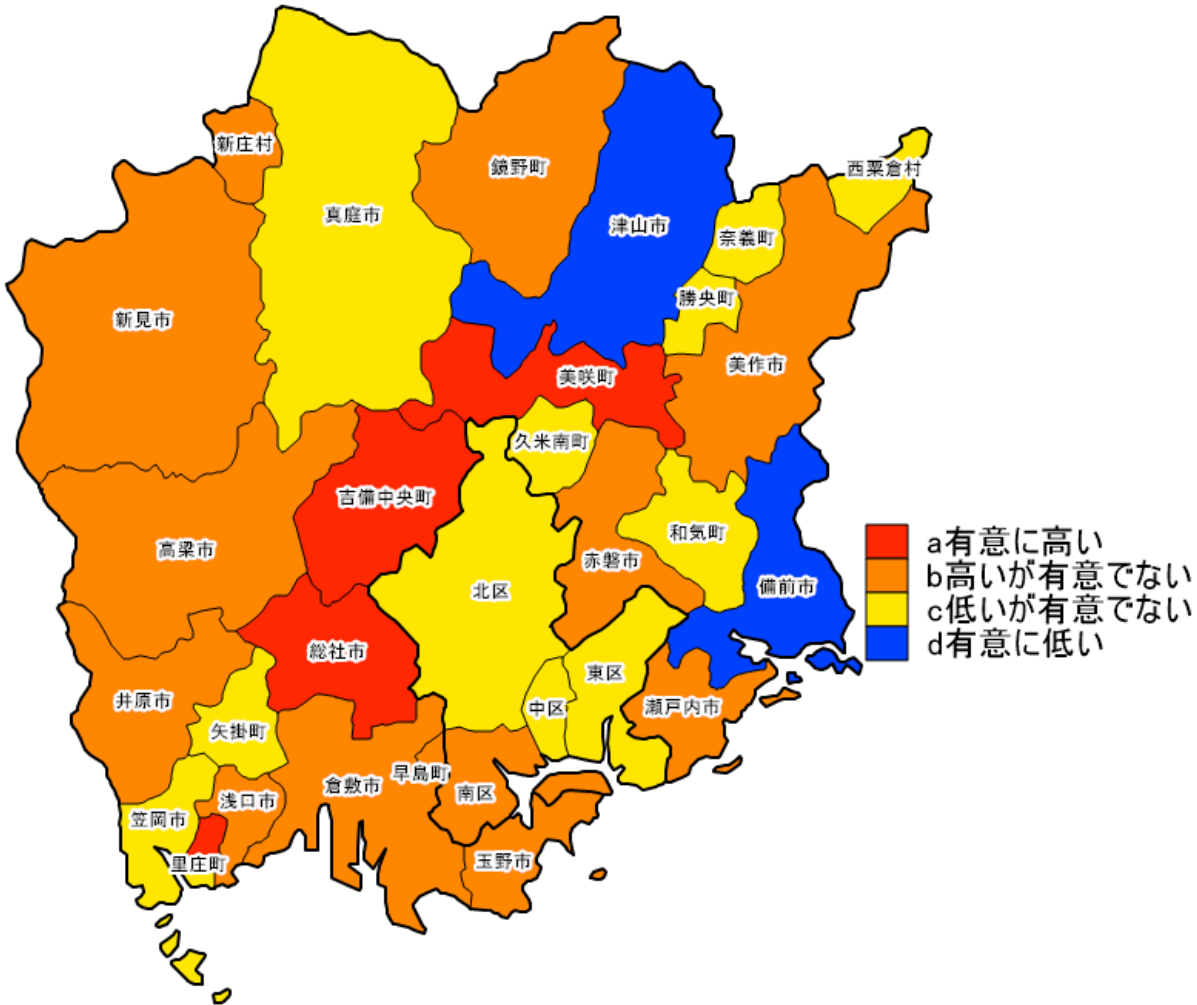 新庄村
鏡野町
西粟倉村
真庭市
津山市
奈義町
勝央町
新見市
美作市
美咲町
久米南町
吉備中央町
和気町
高梁市
赤磐市
備前市
北区
総社市
東区
井原市
中区
瀬戸内市
矢掛町
早島町
倉敷市
南区
浅口市
笠岡市
里庄町
玉野市
a有意に高い
b高いが有意でない
c低いが有意でない
d有意に低い